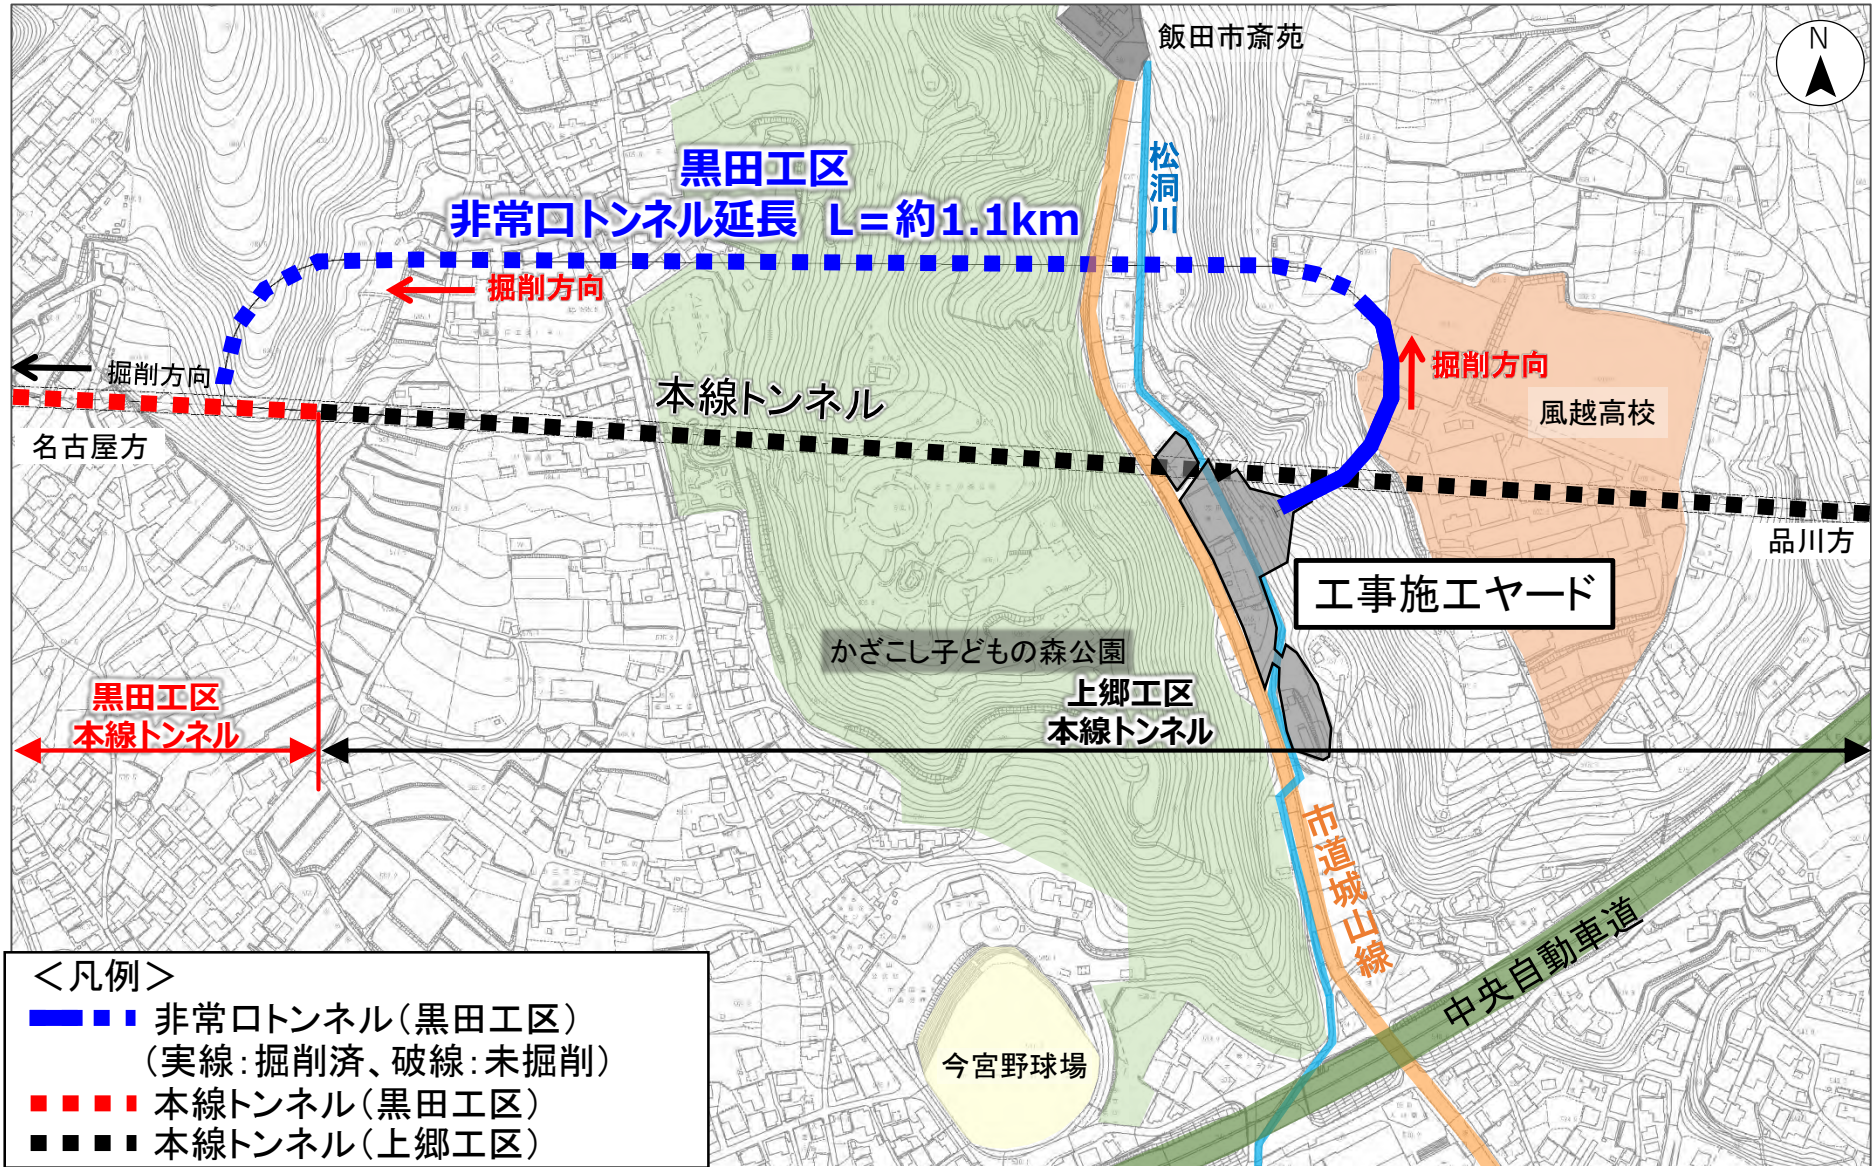 飯田市斎苑
N
松洞川
黒田工区
非常口トンネル延長 L=約1.1km
掘削方向
掘削方向
掘削方向
本線トンネル
風越高校
名古屋方
品川方
工事施工ヤード
かざこし子どもの森公園
黒田工区
本線トンネル
上郷工区
本線トンネル
市道城山線
中央自動車道
今宮野球場
<凡例>
非常口トンネル(黒田工区)
(実線:掘削済、破線:未掘削)
本線トンネル(黒田工区)
本線トンネル(上郷工区)